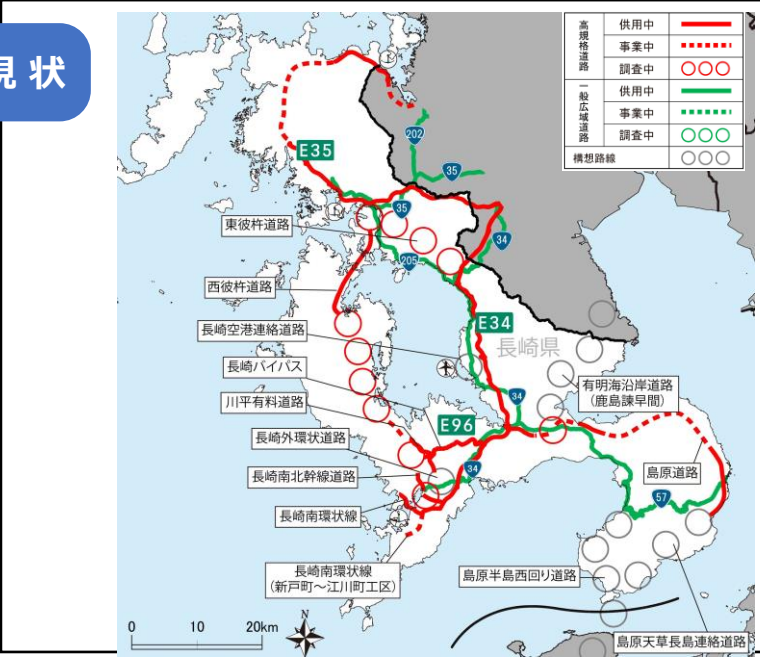 現状
高規格道路
供用中
事業中
調査中
一般広域道路
供用中
事業中
調査中
構想路線
202
E35
35
35
東彼杵道路
34
205
西彼杵道路
長崎空港連絡道路
E34
長崎県
長崎バイパス
有明海沿岸道路
(鹿島諫早間)
川平有料道路
34
E96
長崎外環状道路
34
島原道路
長崎南北幹線道路
57
長崎南環状線
長崎南環状線
(新戸町~江川町工区)
島原半島西回り道路
N
0 10 20km
島原天草長島連絡道路